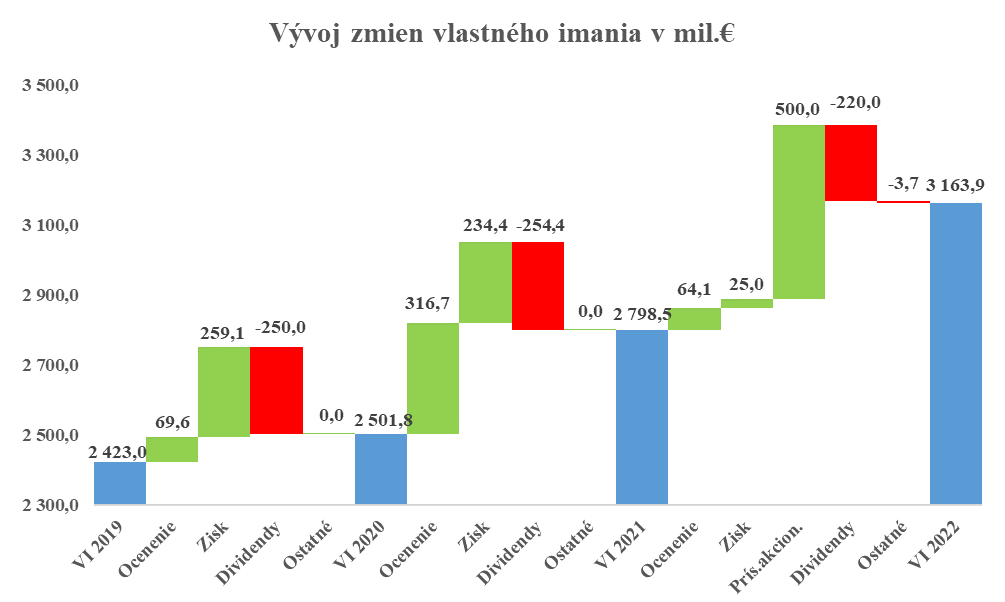 Vývoj zmien vlastného imania v mil.€
3 500,0
3 300,0
3 100,0
2 900,0
2 700,0
2 500,0
2 300,0
2 423,0
69,6
259,1
-250,0
0,0
2 501,8
316,7
234,4
-254,4
0,0
2 798,5
64,1
25,0
500,0
-220,0
-3,7
3 163,9
VI 2019
Ocenenie
Zisk
Dividendy
Ostatné
VI 2020
Ocenenie
Zisk
Dividendy
Ostatné
VI 2021
Ocenenie
Zisk
Prís.akcion.
Dividendy
Ostatné
VI 2022